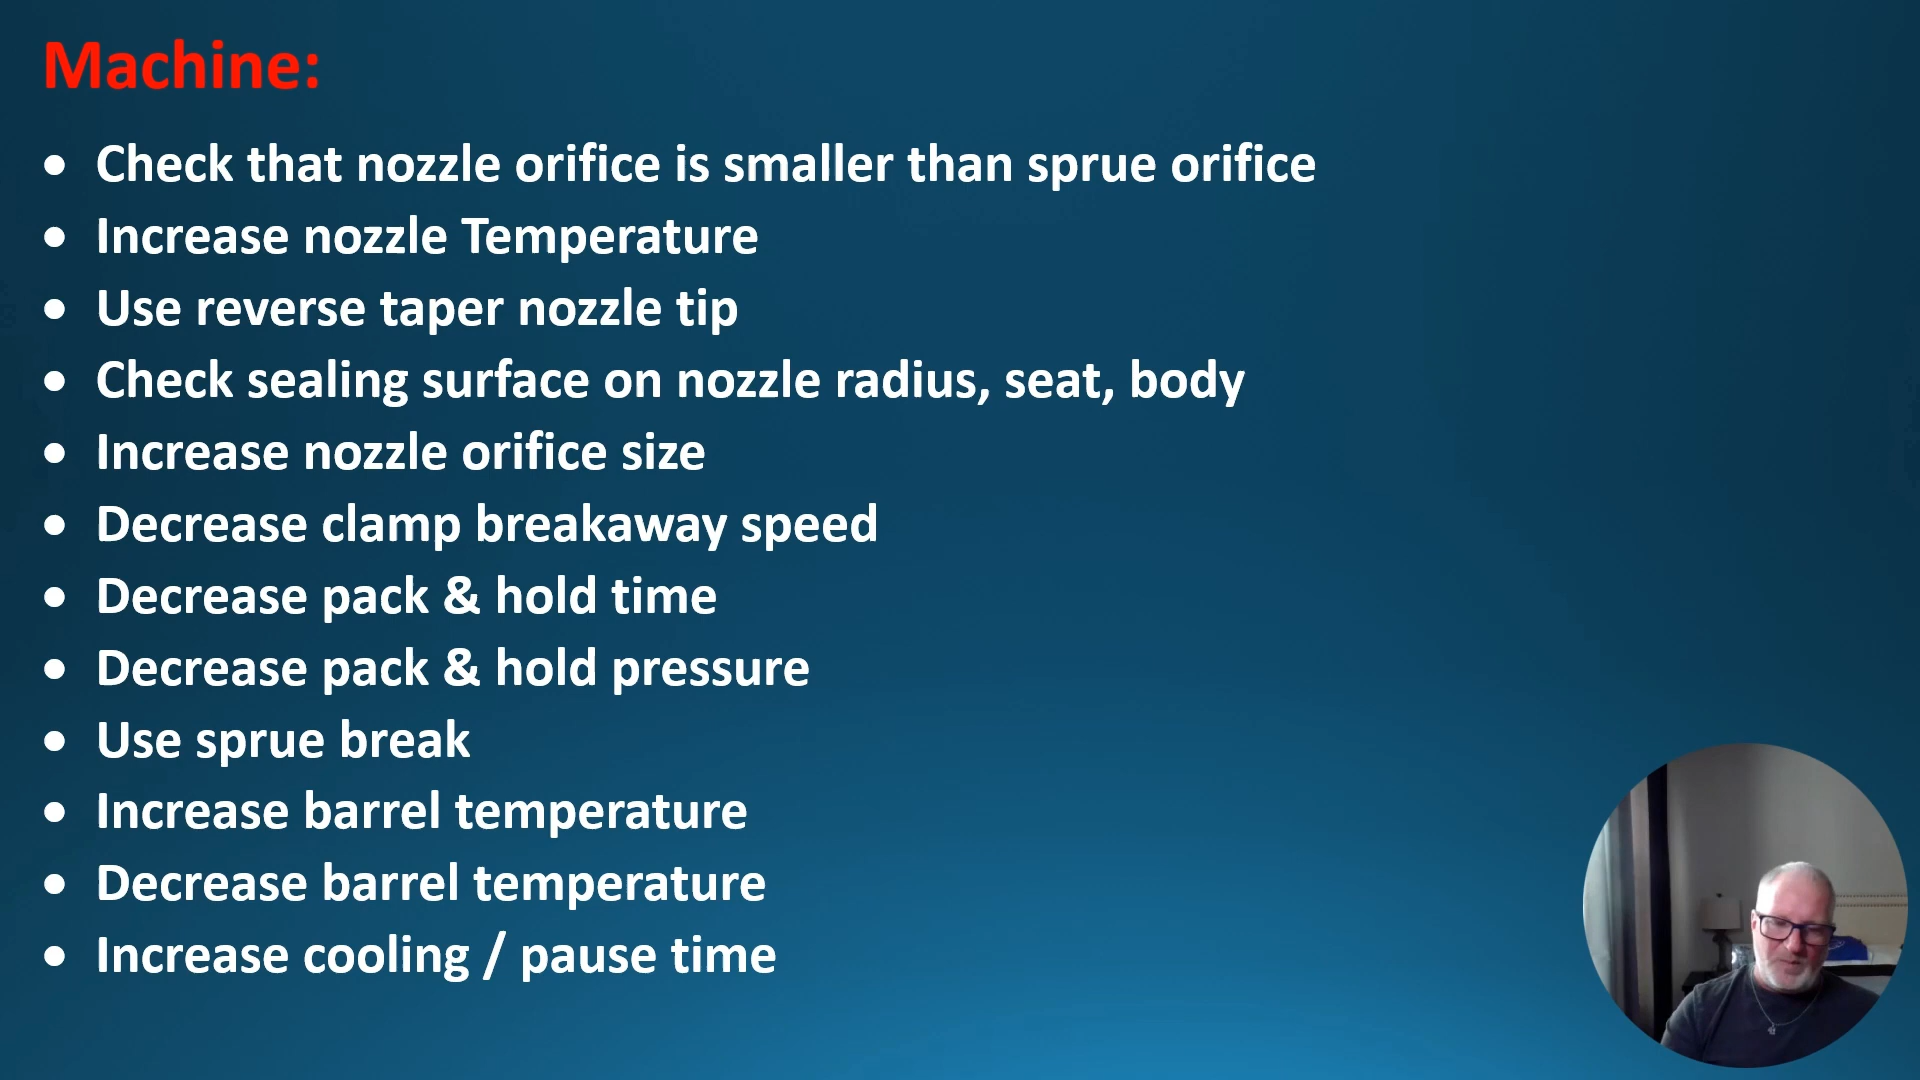 Machine:
• Check that nozzle orifice is smaller than sprue orifice
• Increase nozzle Temperature
• Use reverse taper nozzle tip
• Check sealing surface on nozzle radius, seat, body
• Increase nozzle orifice size
• Decrease clamp breakaway speed
• Decrease pack & hold time
• Decrease pack & hold pressure
• Use sprue break
• Increase barrel temperature
• Decrease barrel temperature
• Increase cooling / pause time